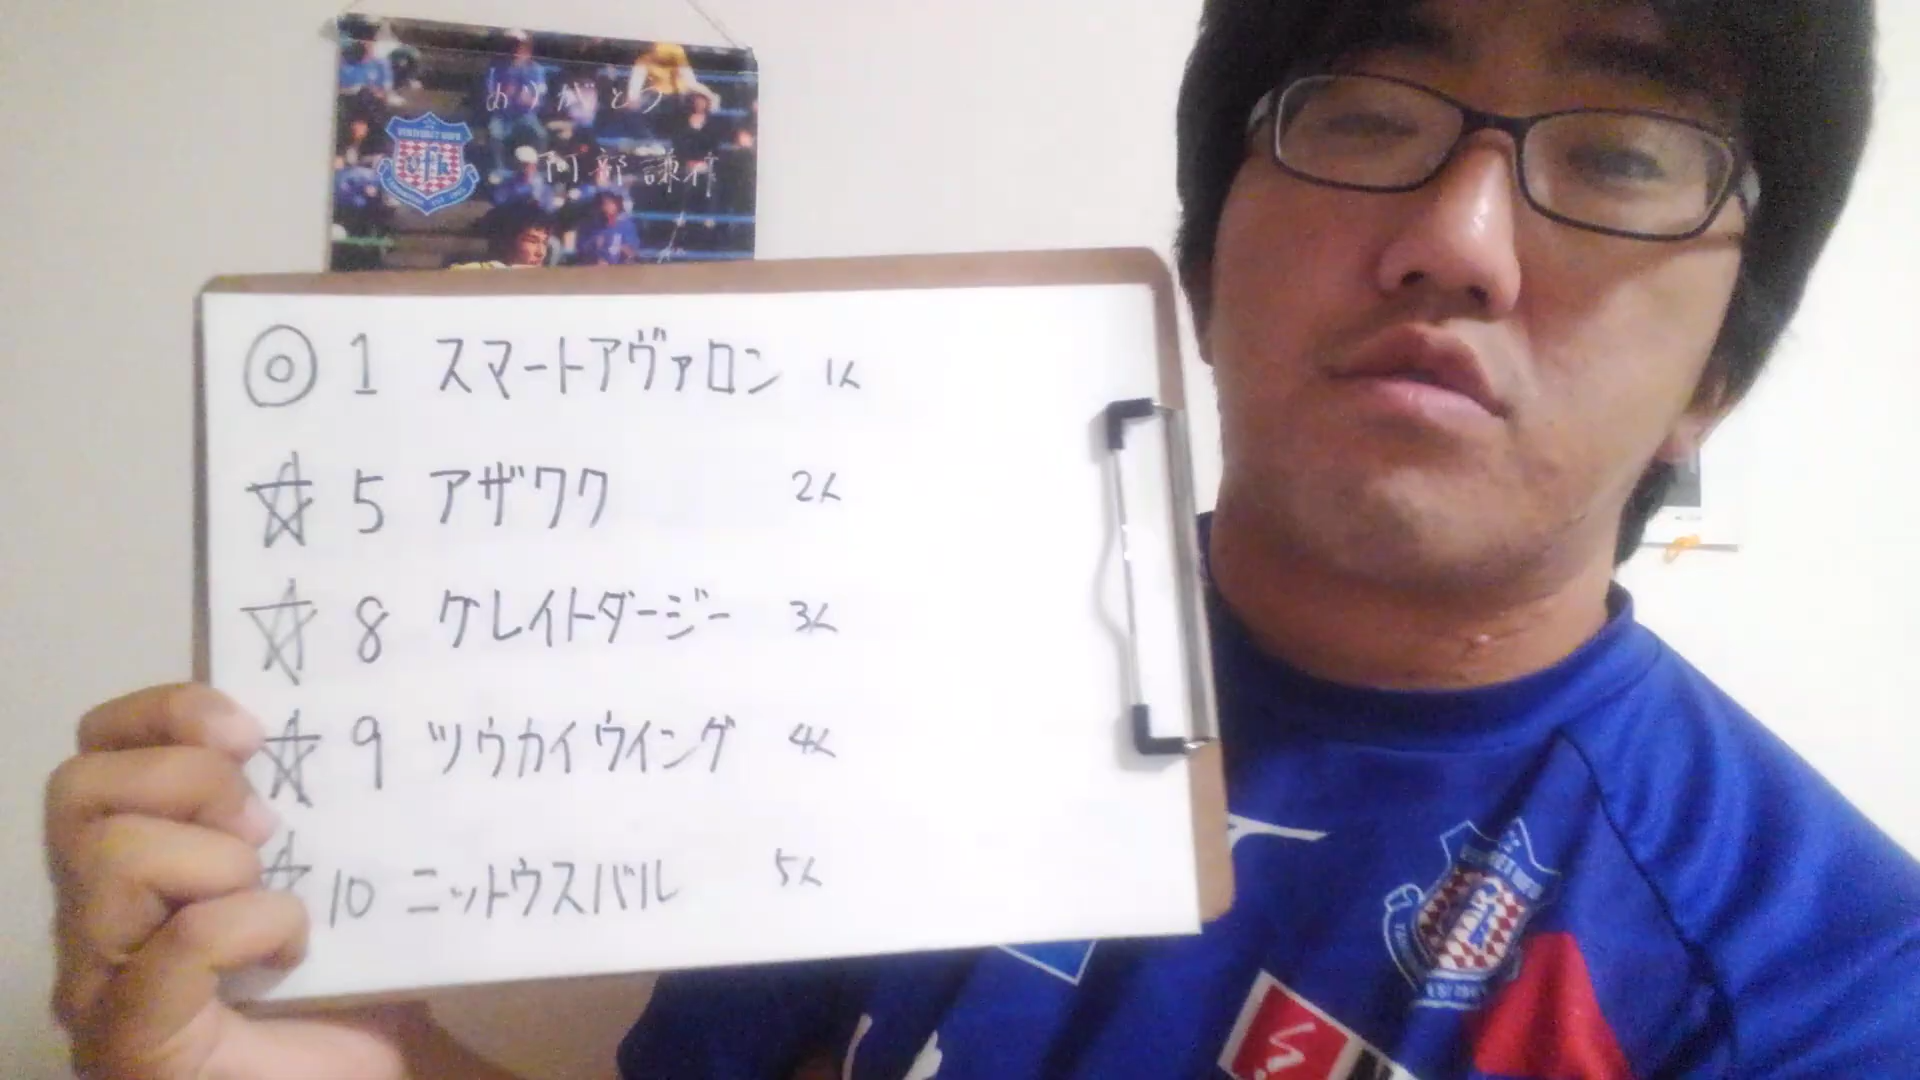 ありがとう
阿部謙作
◎ 1 スマートアヴァロン 1人
☆ 5 アザワク 2人
☆ 8 ケレイトダージー 3人
☆ 9 ツウカイウイング 4人
☆ 10 ニットウスバル 5人